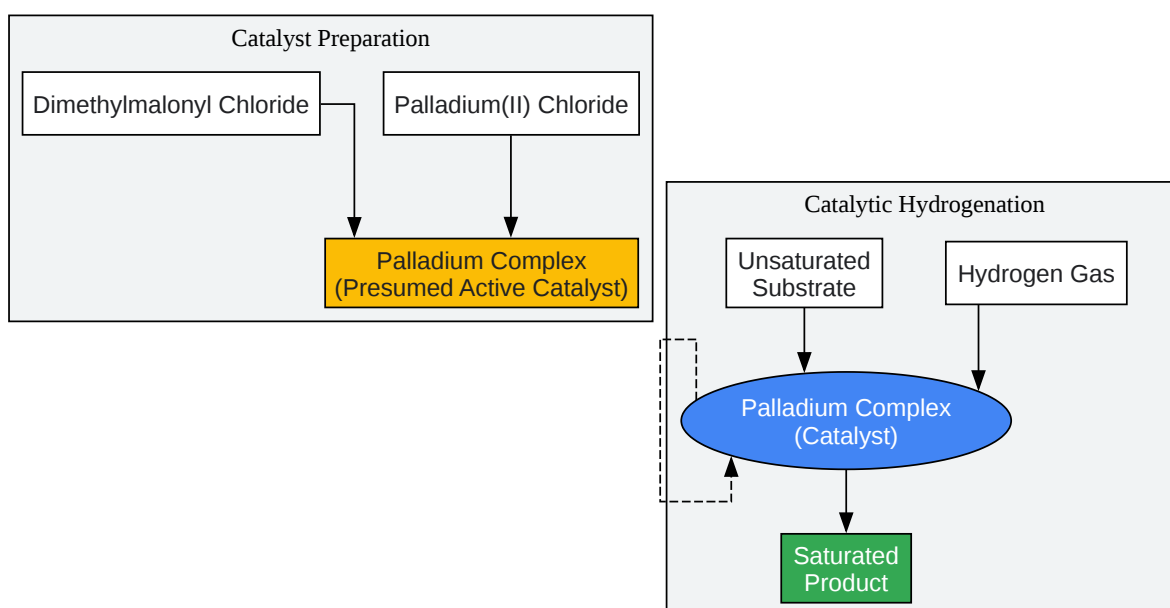 Catalyst Preparation
Dimethylmalonyl Chloride
Palladium(II) Chloride
Palladium Complex
(Presumed Active Catalyst)
Catalytic Hydrogenation
Unsaturated
Substrate
Hydrogen Gas
Palladium Complex
(Catalyst)
Saturated
Product